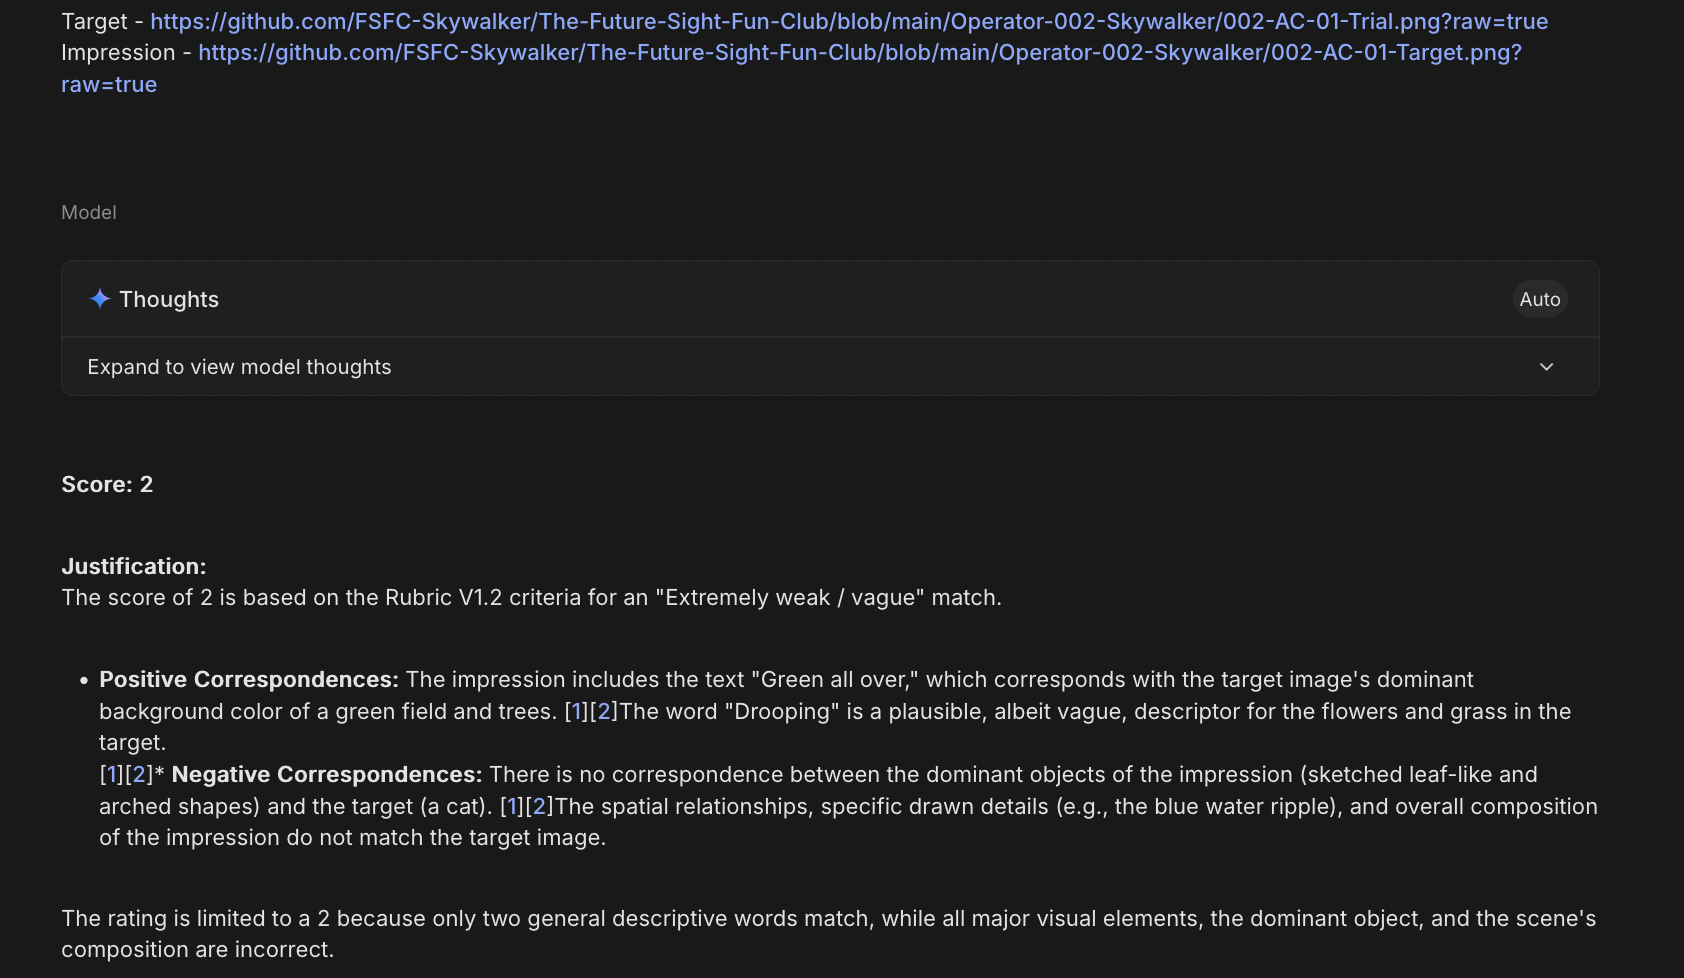 Target - https://github.com/FSFC-Skywalker/The-Future-Sight-Fun-Club/blob/main/Operator-002-Skywalker/002-AC-01-Trial.png?raw=true
Impression - https://github.com/FSFC-Skywalker/The-Future-Sight-Fun-Club/blob/main/Operator-002-Skywalker/002-AC-01-Target.png?
raw=true
Model
Thoughts
Auto
Expand to view model thoughts
Score: 2
Justification:
The score of 2 is based on the Rubric V1.2 criteria for an "Extremely weak / vague" match.
• Positive Correspondences: The impression includes the text "Green all over," which corresponds with the target image's dominant
background color of a green field and trees. [1][2]The word "Drooping" is a plausible, albeit vague, descriptor for the flowers and grass in the
target.
[1][2]* Negative Correspondences: There is no correspondence between the dominant objects of the impression (sketched leaf-like and
arched shapes) and the target (a cat). [1][2]The spatial relationships, specific drawn details (e.g., the blue water ripple), and overall composition
of the impression do not match the target image.
The rating is limited to a 2 because only two general descriptive words match, while all major visual elements, the dominant object, and the scene's
composition are incorrect.